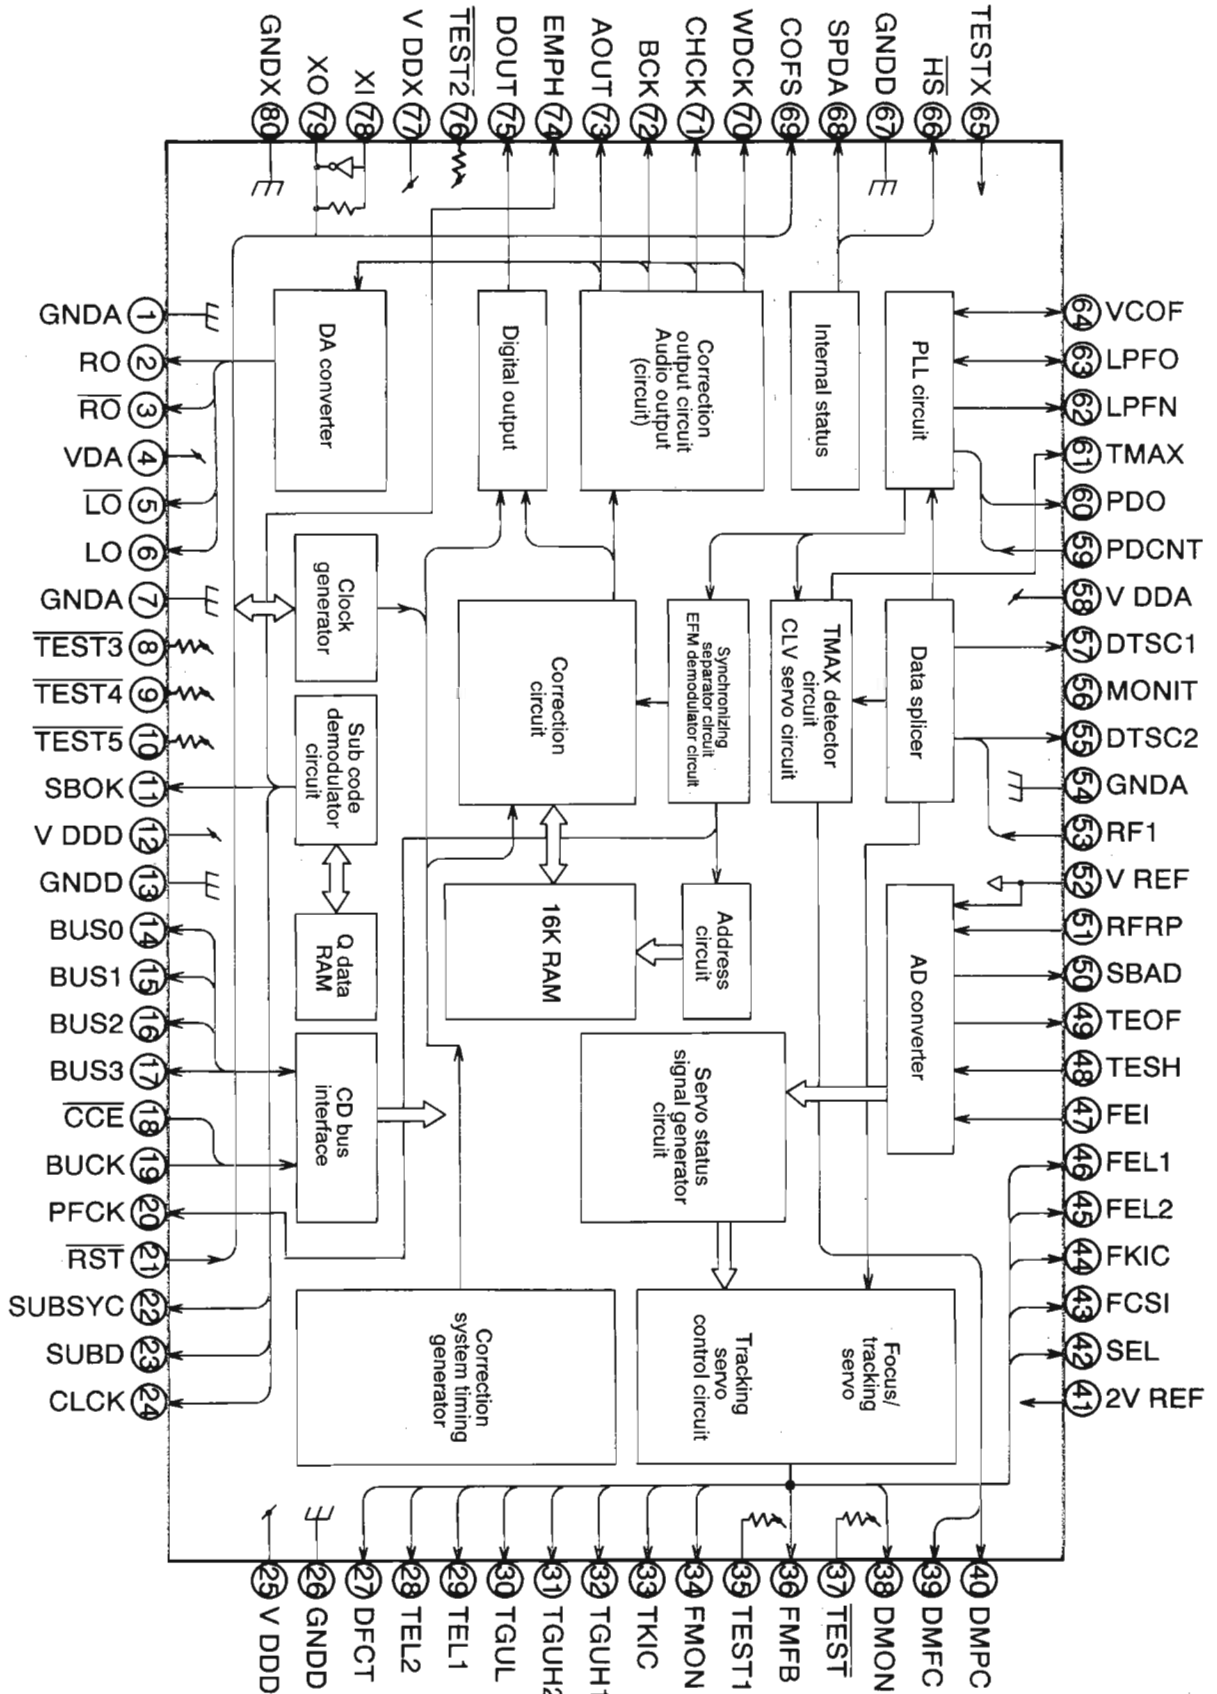 GNDX 80
XO 79
XI 78
V DDX 77
TEST2 76
DOUT 75
EMPH 74
AOUT 73
BCK 72
CHCK 71
WDCK 70
COFS 69
SPDA 68
GNDD 67
HS 66
TESTX 65
GNDA 1
RO 2
RO 3
VDA 4
LO 5
LO 6
GNDA 7
TEST3 8
TEST4 9
TEST5 10
SBOK 11
V DDD 12
GNDD 13
BUS0 14
BUS1 15
BUS2 16
BUS3 17
CCE 18
BUCK 19
PFCK 20
RST 21
SUBSYC 22
SUBD 23
CLCK 24
DA converter
Digital output
Correction
output circuit
Audio output
(circuit)
Internal status
PLL circuit
Clock
generator
Correction
circuit
Synchronizing
separator circuit
EFM demodulator circuit
TMAX detector
circuit
CLV servo circuit
Data splicer
Sub code
demodulator
circuit
Q data
RAM
16K RAM
Address
circuit
AD converter
CD bus
interface
Servo status
signal generator
circuit
Correction
system timing
generator
Focus/
tracking
servo
Tracking
servo
control circuit
64 VCOF
63 LPFO
62 LPFN
61 TMAX
60 PDO
59 PDCNT
58 V DDA
57 DTSC1
56 MONIT
55 DTSC2
54 GNDA
53 RF1
52 V REF
51 RFRP
50 SBAD
49 TEOF
48 TESH
47 FEI
46 FEL1
45 FEL2
44 FKIC
43 FCSI
42 SEL
41 2V REF
25 V DDD
26 GNDD
27 DFCT
28 TEL2
29 TEL1
30 TGUL
31 TGUH2
32 TGUH1
33 TKIC
34 FMON
35 TEST1
36 FMFB
37 TEST
38 DMON
39 DMFC
40 DMPC